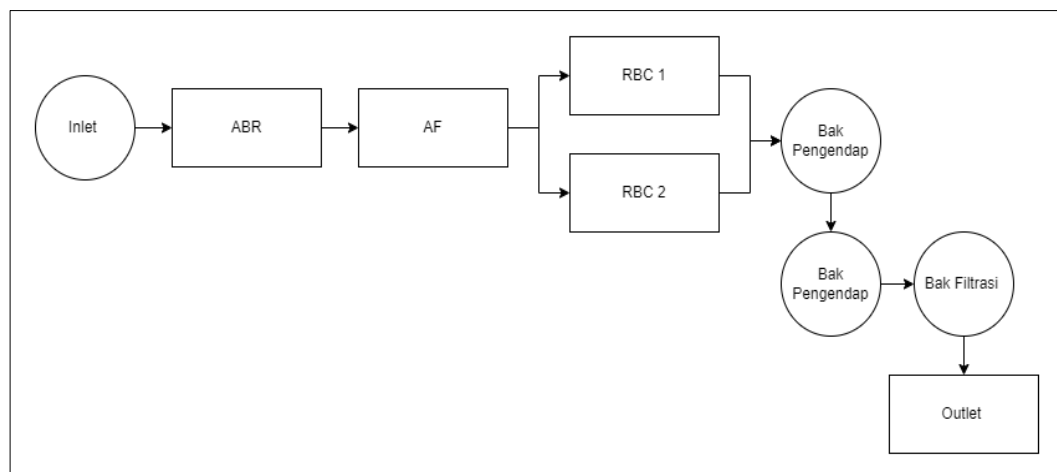 Inlet
ABR
AF
RBC 1
RBC 2
Bak
Pengendap
Bak
Pengendap
Bak Filtrasi
Outlet